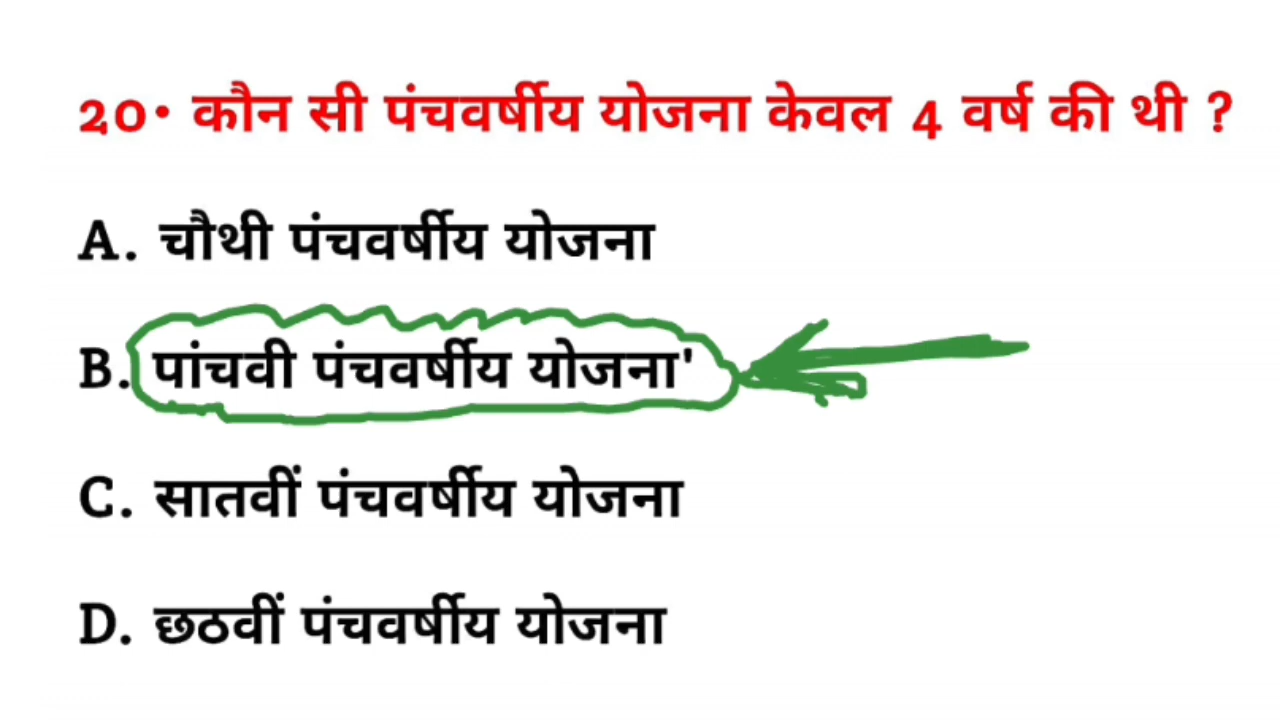 20• कौन सी पंचवर्षीय योजना केवल 4 वर्ष की थी ?
A. चौथी पंचवर्षीय योजना
B. पांचवी पंचवर्षीय योजना'
C. सातवीं पंचवर्षीय योजना
D. छठवीं पंचवर्षीय योजना